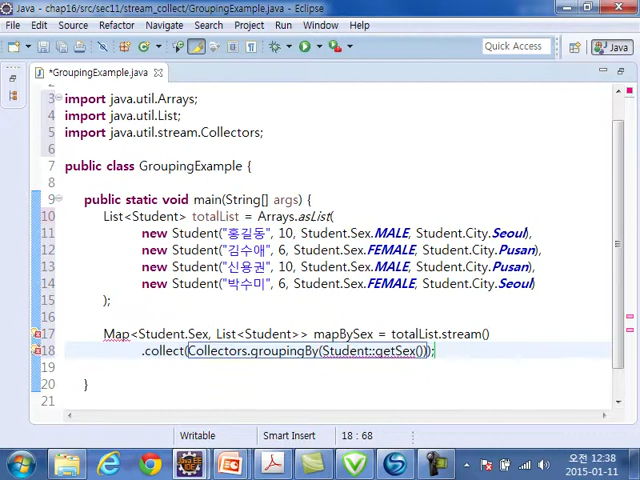 Java - chap16/src/sec11/stream_collect/GroupingExample.java - Eclipse
File Edit Source Refactor Navigate Search Project Run Window Help
Quick Access Java
*GroupingExample.java
3 import java.util.Arrays;
4 import java.util.List;
5 import java.util.stream.Collectors;
6
7 public class GroupingExample {
8
9 public static void main(String[] args) {
10 List<Student> totalList = Arrays.asList(
11 new Student("홍길동", 10, Student.Sex.MALE, Student.City.Seoul),
12 new Student("김수애", 6, Student.Sex.FEMALE, Student.City.Pusan),
13 new Student("신용권", 10, Student.Sex.MALE, Student.City.Pusan),
14 new Student("박수미", 6, Student.Sex.FEMALE, Student.City.Seoul)
15 );
16
17 Map<Student.Sex, List<Student>> mapBySex = totalList.stream()
18 .collect(Collectors.groupingBy(Student::getSex()));
19
20 }
21
Writable Smart Insert 18 : 68
Java EE
IDE
오전 12:38
2015-01-11